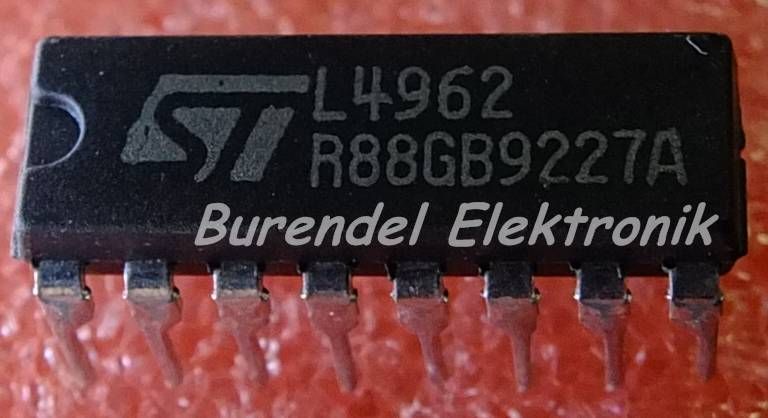 ST L4962
R88GB9227A
Burendel Elektronik